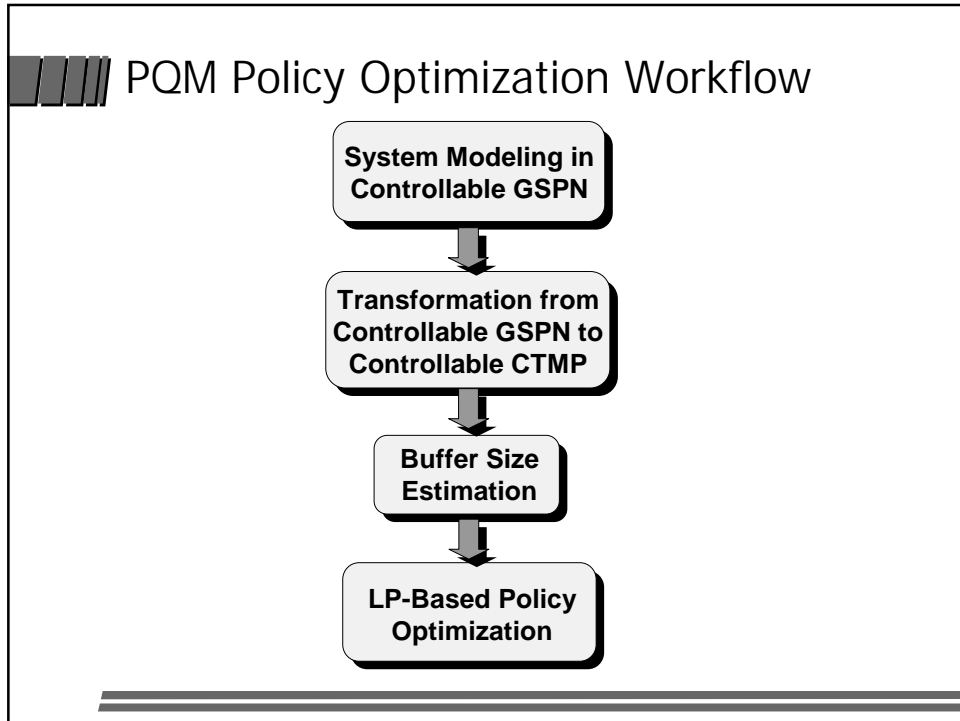 PQM Policy Optimization Workflow
System Modeling in
Controllable GSPN
Transformation from
Controllable GSPN to
Controllable CTMP
Buffer Size
Estimation
LP-Based Policy
Optimization